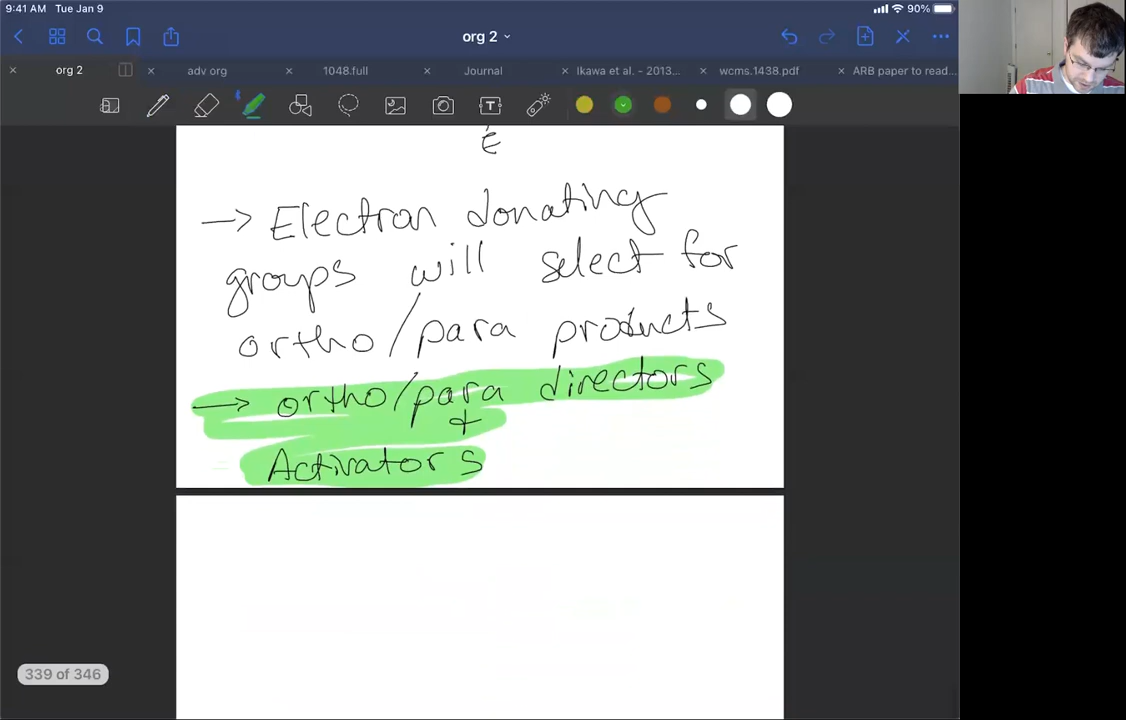 9:41 AM Tue Jan 9
90%
org 2
org 2
adv org
1048.full
Journal
Ikawa et al. - 2013...
wcms.1438.pdf
ARB paper to read...
T
E
→ Electron donating
groups will select for
ortho/para products
→ ortho/para directors
+
Activators
339 of 346